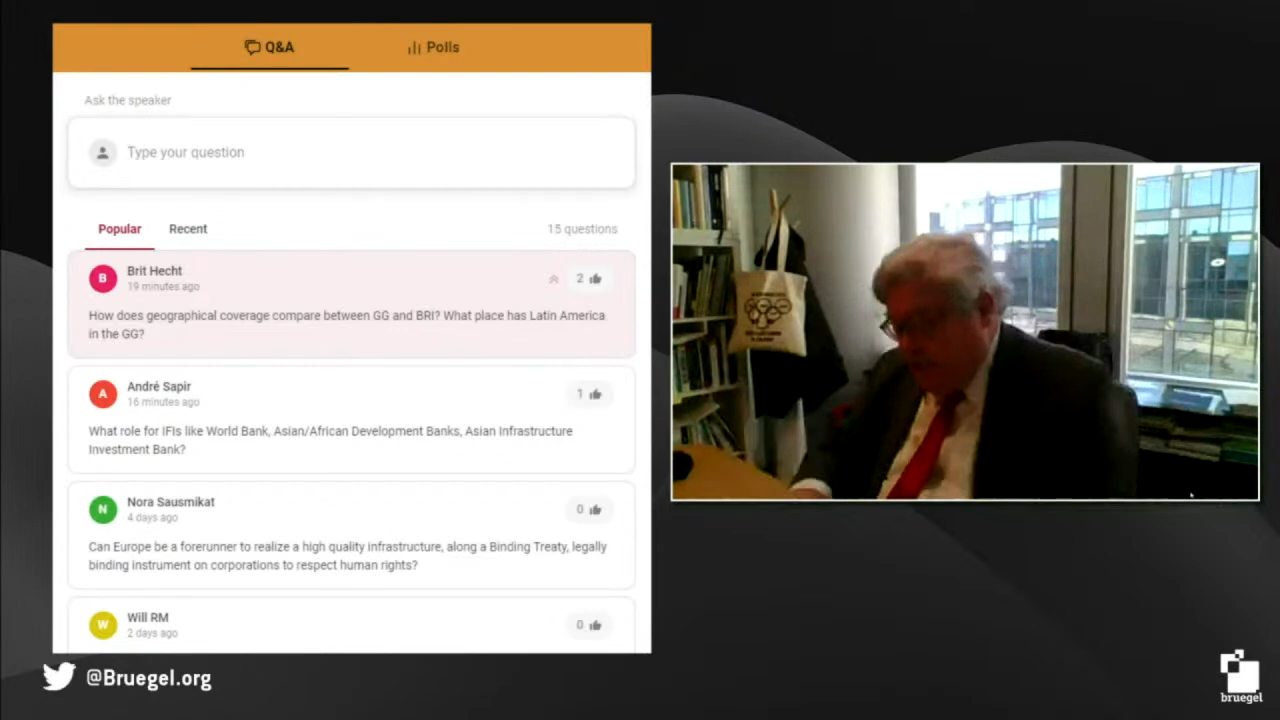 Q&A
Polls
Ask the speaker
Type your question
Popular
Recent
15 questions
B
Brit Hecht
19 minutes ago
2
How does geographical coverage compare between GG and BRI? What place has Latin America
in the GG?
A
André Sapir
16 minutes ago
1
What role for IFIs like World Bank, Asian/African Development Banks, Asian Infrastructure
Investment Bank?
N
Nora Sausmikat
4 days ago
0
Can Europe be a forerunner to realize a high quality infrastructure, along a Binding Treaty, legally
binding instrument on corporations to respect human rights?
W
Will RM
2 days ago
0
@Bruegel.org
bruegel